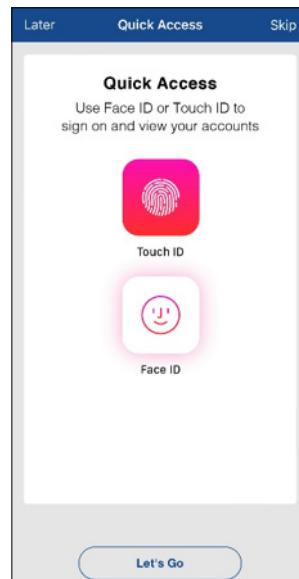 Later Quick Access Skip
Quick Access
Use Face ID or Touch ID to
sign on and view your accounts
Touch ID
Face ID
Let's Go